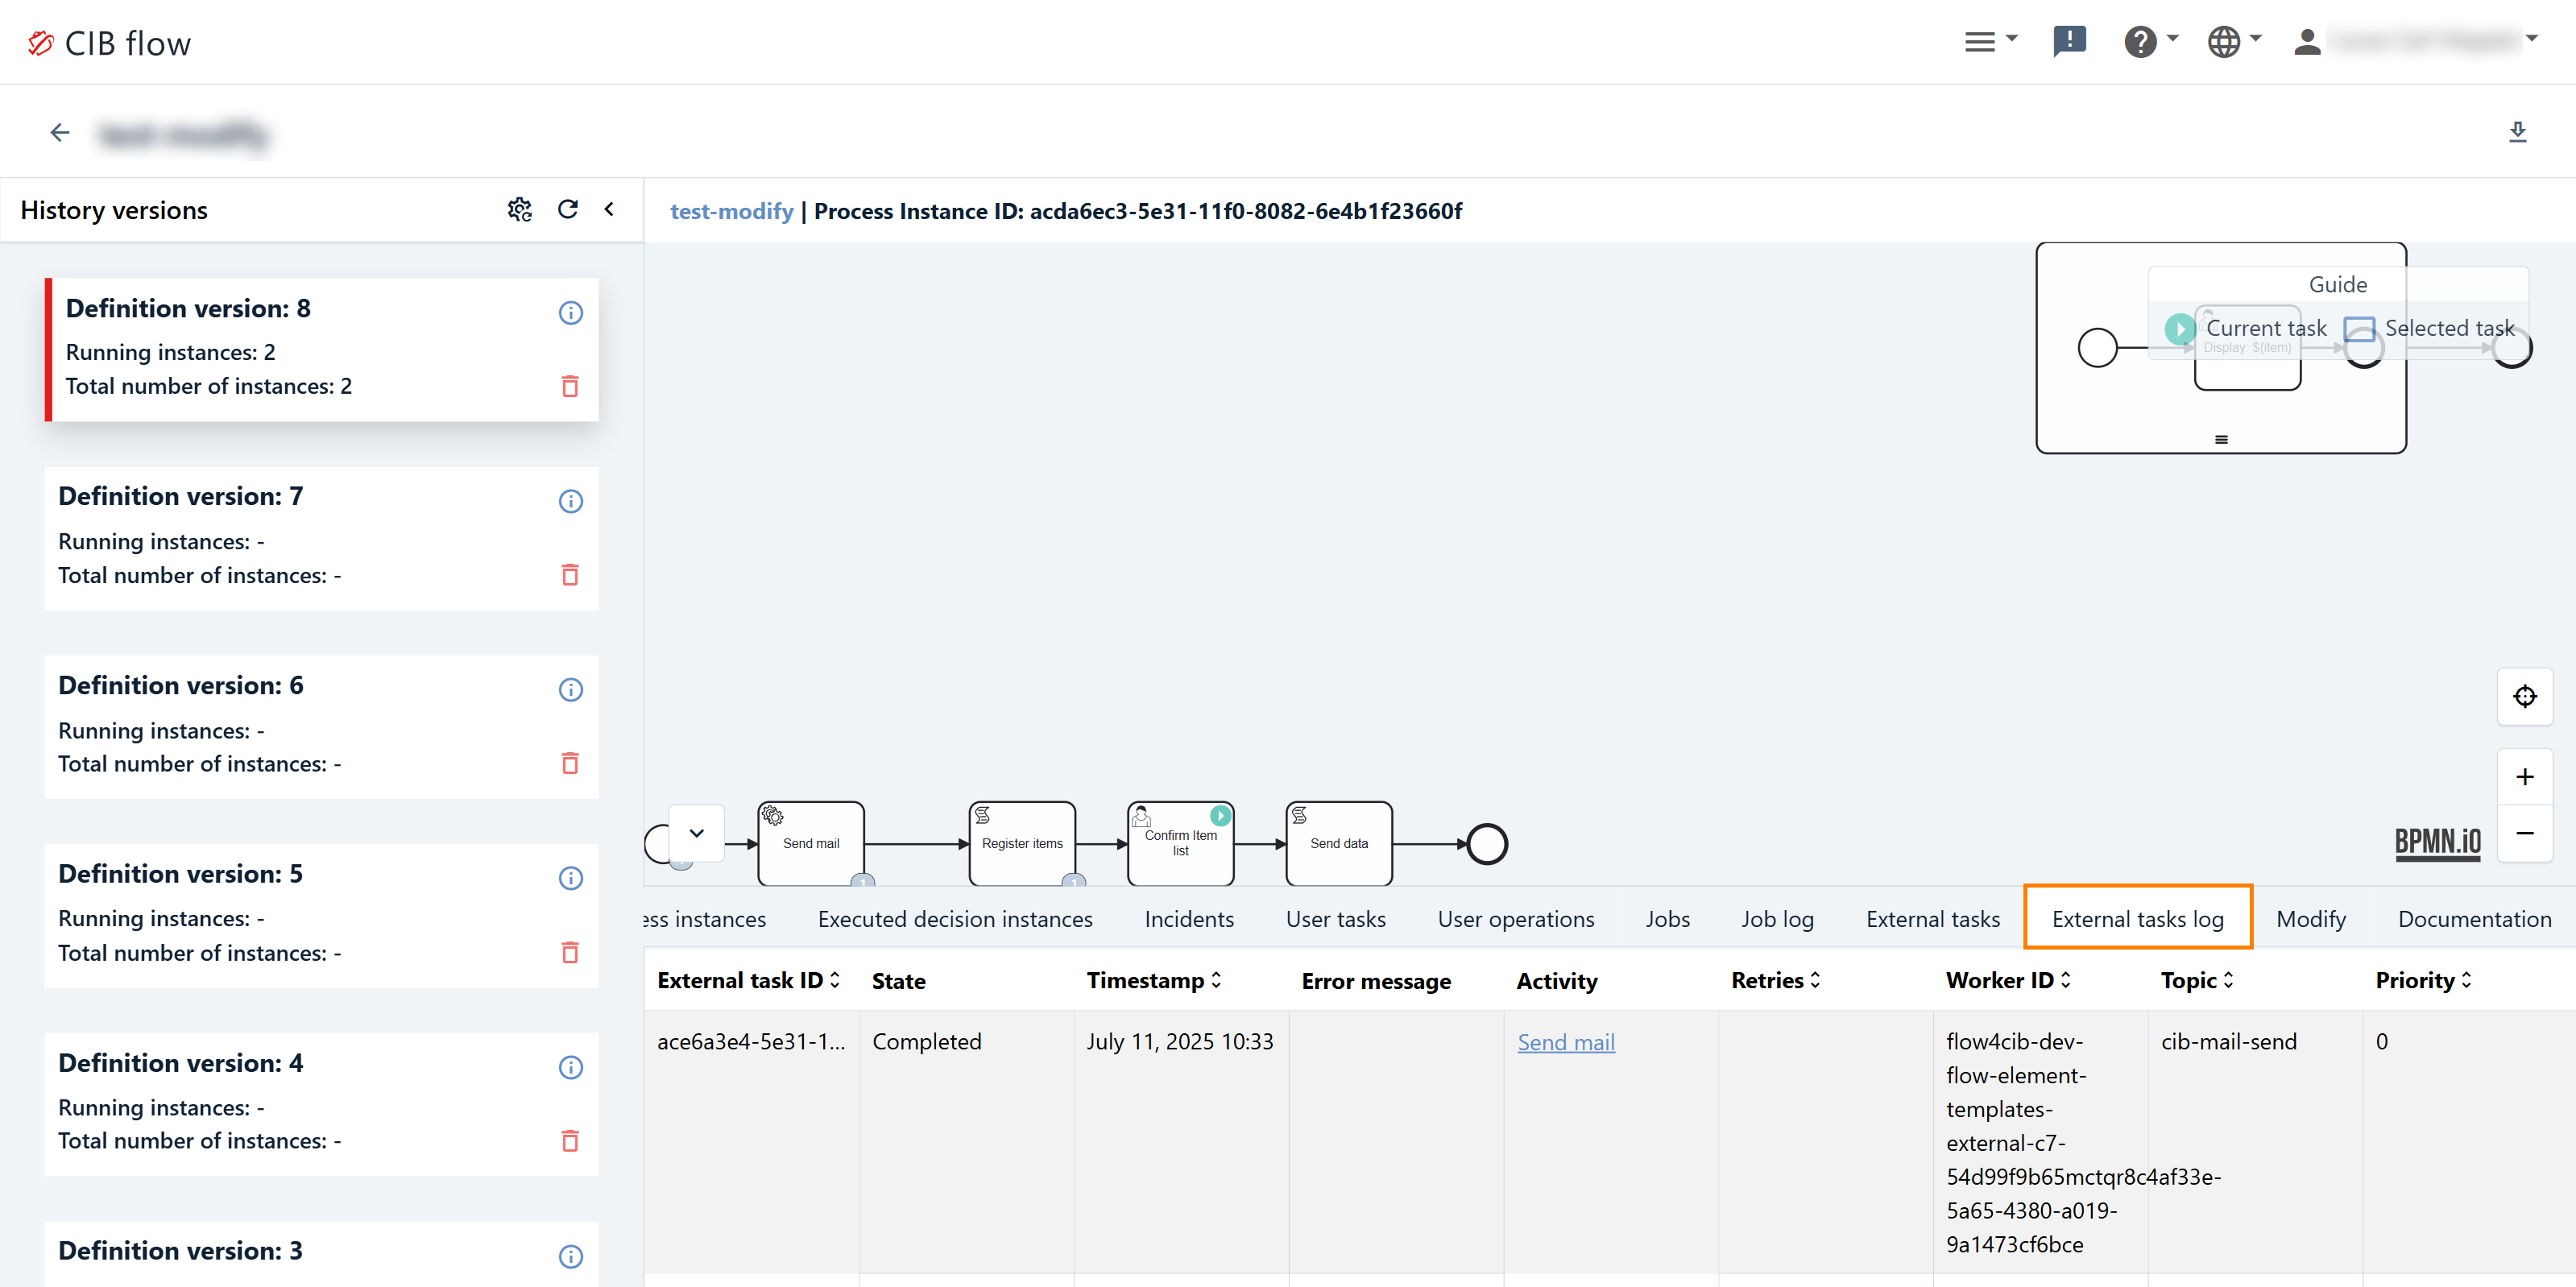 CIB flow
History versions
test-modify | Process Instance ID: acda6ec3-5e31-11f0-8082-6e4b1f23660f
Definition version: 8
Running instances: 2
Total number of instances: 2
Definition version: 7
Running instances: -
Total number of instances: -
Definition version: 6
Running instances: -
Total number of instances: -
Definition version: 5
Running instances: -
Total number of instances: -
Definition version: 4
Running instances: -
Total number of instances: -
Definition version: 3
Guide
Current task
Selected task
Display: ${item}
Send mail
Register items
Confirm Item
list
Send data
BPMN.iO
ess instances
Executed decision instances
Incidents
User tasks
User operations
Jobs
Job log
External tasks
External tasks log
Modify
Documentation
External task ID
State
Timestamp
Error message
Activity
Retries
Worker ID
Topic
Priority
ace6a3e4-5e31-1...
Completed
July 11, 2025 10:33
Send mail
flow4cib-dev-
flow-element-
templates-
external-c7-
54d99f9b65mctqr8c4af33e-
5a65-4380-a019-
9a1473cf6bce
cib-mail-send
0